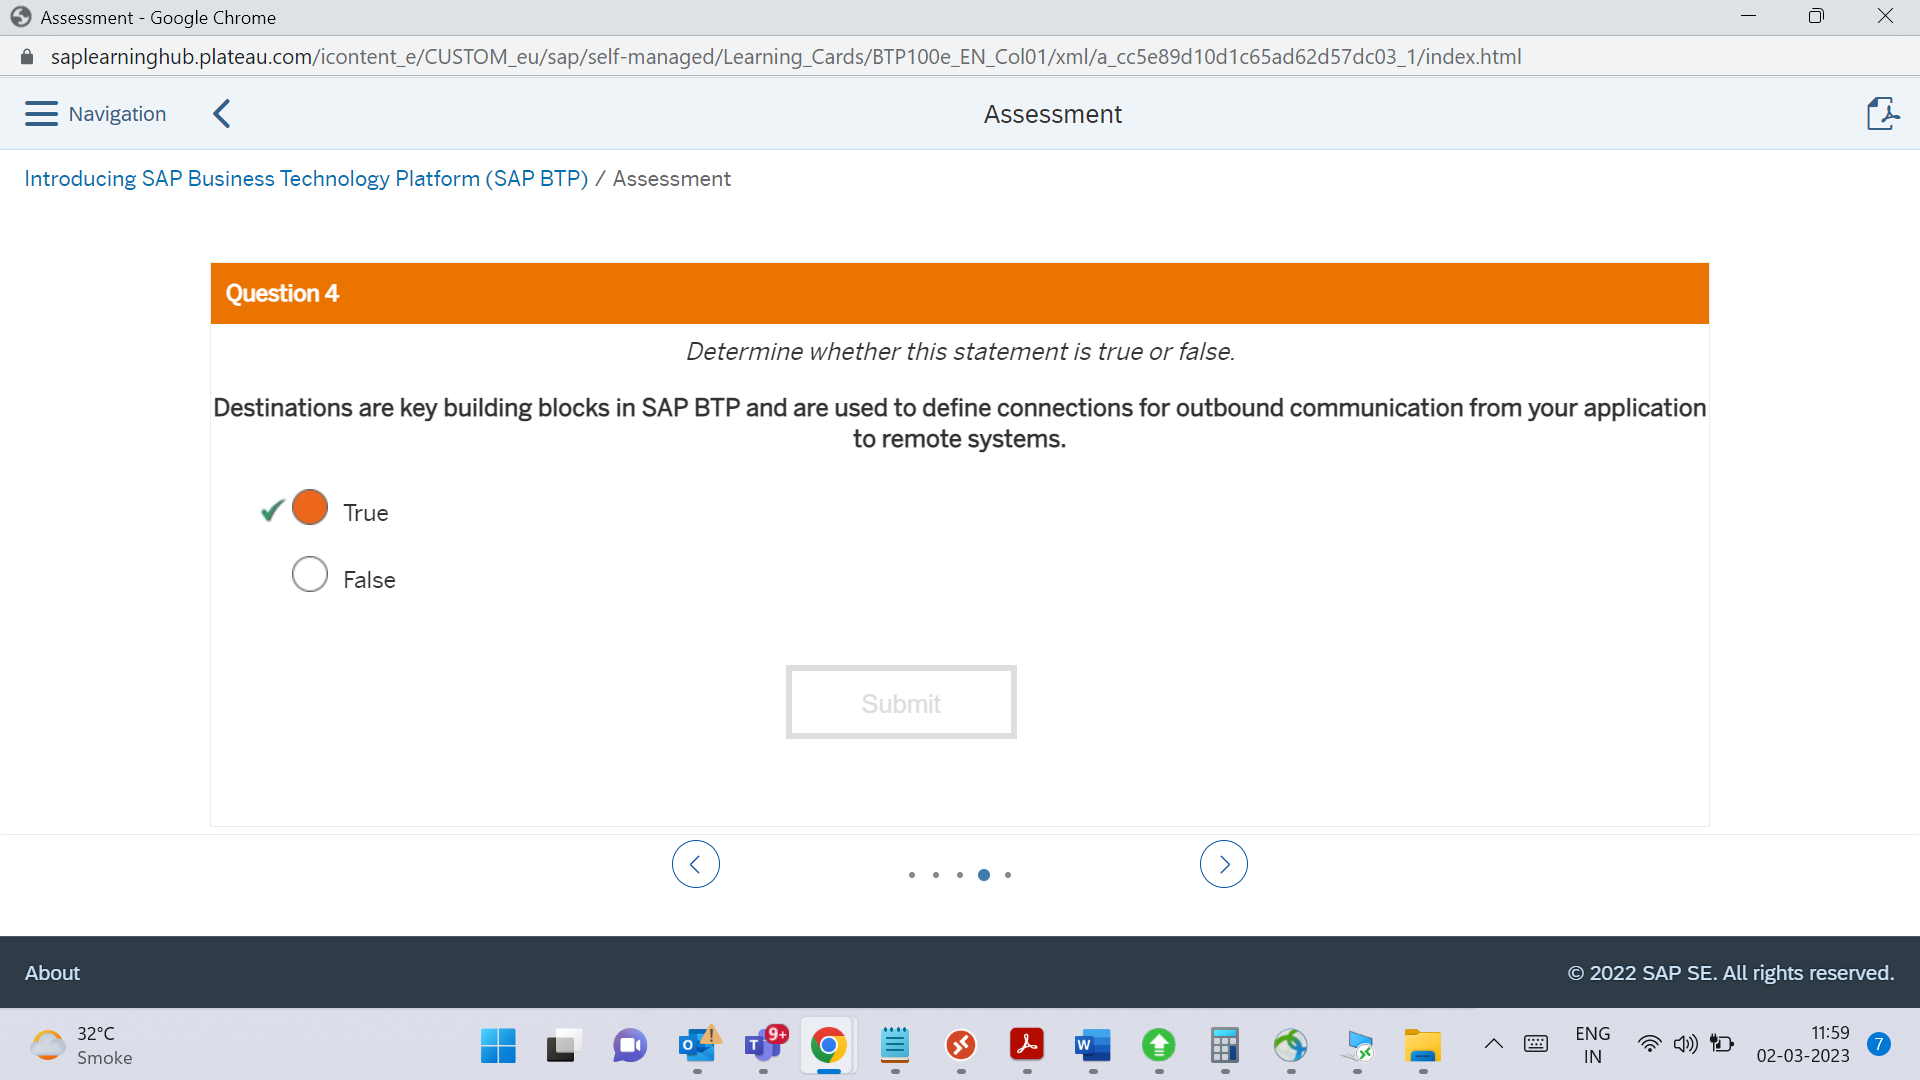 Assessment - Google Chrome
saplearninghub.plateau.com/icontent_e/CUSTOM_eu/sap/self-managed/Learning_Cards/BTP100e_EN_Col01/xml/a_cc5e89d10d1c65ad62d57dc03_1/index.html
Navigation
Assessment
Introducing SAP Business Technology Platform (SAP BTP) / Assessment
Question 4
Determine whether this statement is true or false.
Destinations are key building blocks in SAP BTP and are used to define connections for outbound communication from your application
to remote systems.
True
False
Submit
About
© 2022 SAP SE. All rights reserved.
32°C
Smoke
9+
ENG
IN
11:59
02-03-2023
7